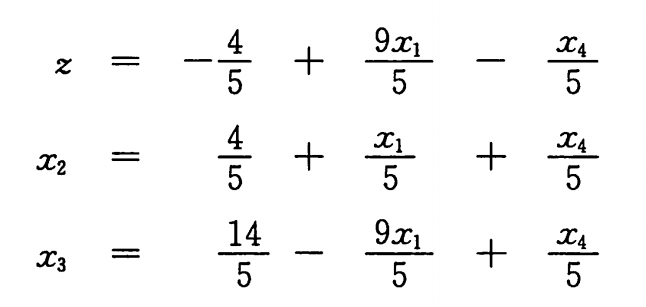 z = -4/5 + 9x₁/5 - x₄/5
x₂ = 4/5 + x₁/5 + x₄/5
x₃ = 14/5 - 9x₁/5 + x₄/5